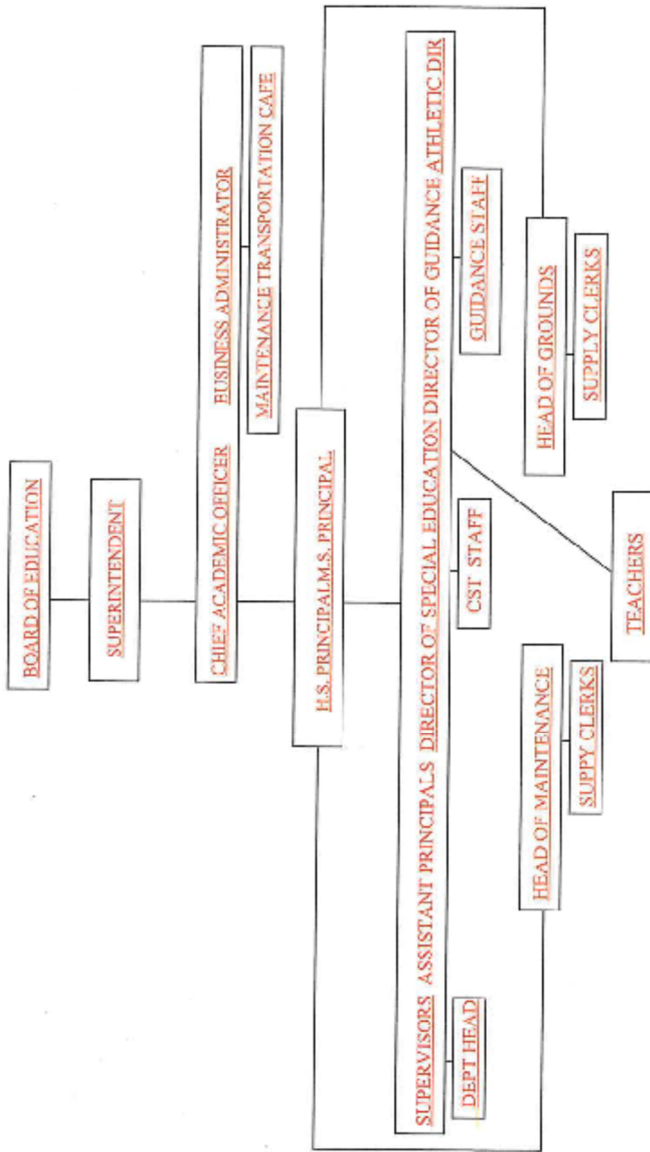 BOARD OF EDUCATION
SUPERINTENDENT
CHIEF ACADEMIC OFFICER BUSINESS ADMINISTRATOR
MAINTENANCE TRANSPORTATION CAFE
H.S. PRINCIPALM.S. PRINCIPAL
SUPERVISORS ASSISTANT PRINCIPALS DIRECTOR OF SPECIAL EDUCATION DIRECTOR OF GUIDANCE ATHLETIC DIR
DEPT HEAD
CST STAFF
GUIDANCE STAFF
HEAD OF MAINTENANCE
HEAD OF GROUNDS
SUPPY CLERKS
SUPPLY CLERKS
TEACHERS